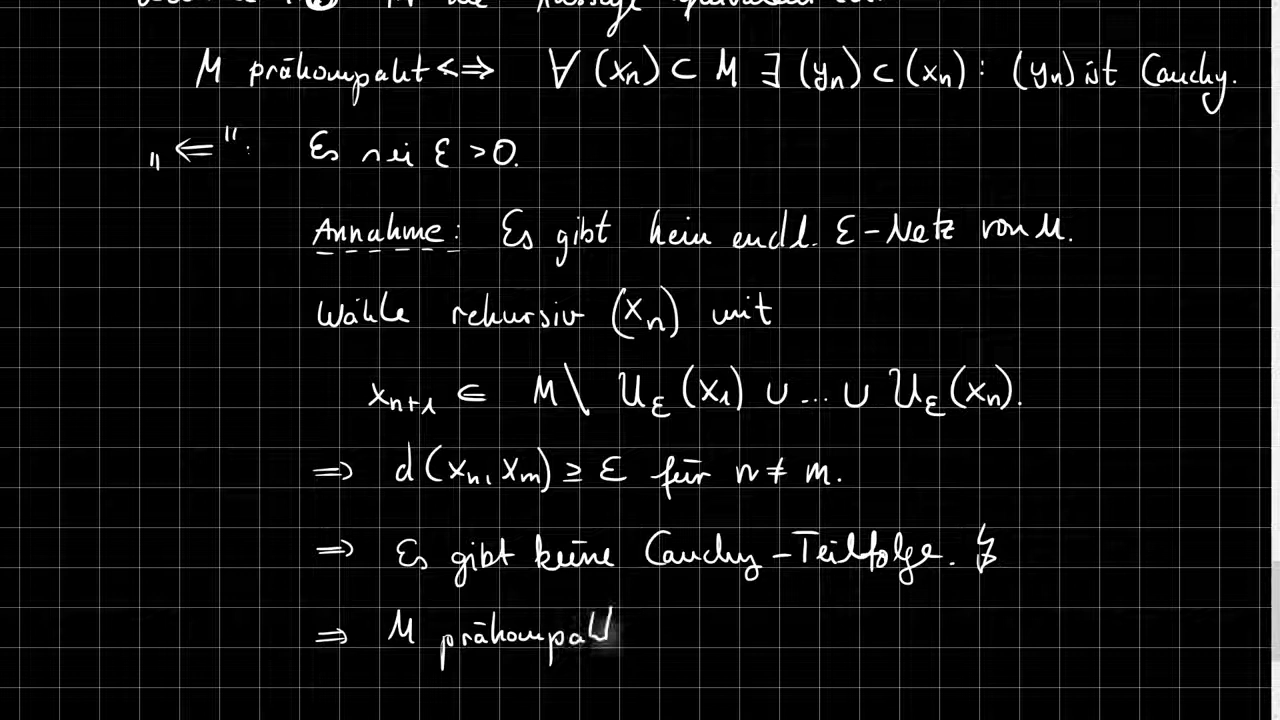 M präkompakt <=> ∀ (xₙ) ⊂ M ∃ (yₙ) ⊂ (xₙ) : (yₙ) ist Cauchy.
„⇐": Es sei ε > 0.
Annahme: Es gibt kein endl. ε-Netz von M.
Wähle rekursiv (xₙ) mit
xₙ₊₁ ∈ M \ U_ε(x₁) ∪ ... ∪ U_ε(xₙ).
⇒ d(xₙ, xₘ) ≥ ε für n ≠ m.
⇒ Es gibt keine Cauchy-Teilfolge. ↯
⇒ M